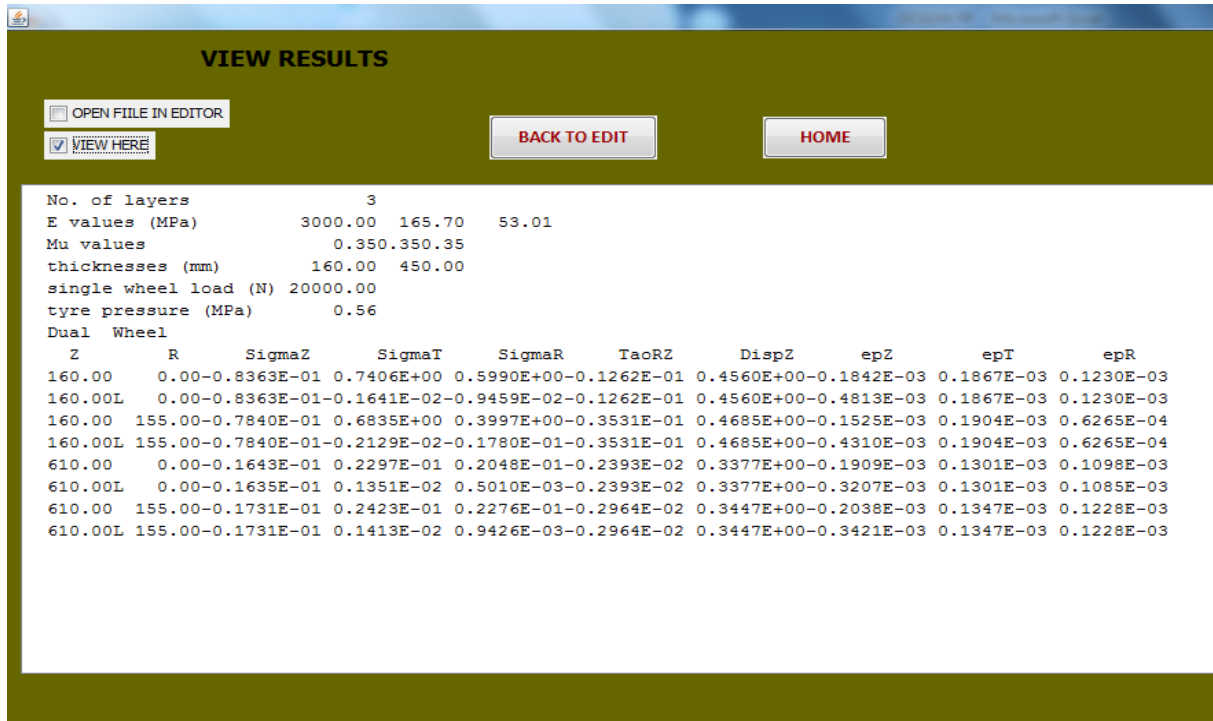 VIEW RESULTS
OPEN FIILE IN EDITOR
VIEW HERE
BACK TO EDIT
HOME
No. of layers 3
E values (MPa) 3000.00 165.70 53.01
Mu values 0.350.350.35
thicknesses (mm) 160.00 450.00
single wheel load (N) 20000.00
tyre pressure (MPa) 0.56
Dual Wheel
Z R SigmaZ SigmaT SigmaR TaoRZ DispZ epZ epT epR
160.00 0.00-0.8363E-01 0.7406E+00 0.5990E+00-0.1262E-01 0.4560E+00-0.1842E-03 0.1867E-03 0.1230E-03
160.00L 0.00-0.8363E-01-0.1641E-02-0.9459E-02-0.1262E-01 0.4560E+00-0.4813E-03 0.1867E-03 0.1230E-03
160.00 155.00-0.7840E-01 0.6835E+00 0.3997E+00-0.3531E-01 0.4685E+00-0.1525E-03 0.1904E-03 0.6265E-04
160.00L 155.00-0.7840E-01-0.2129E-02-0.1780E-01-0.3531E-01 0.4685E+00-0.4310E-03 0.1904E-03 0.6265E-04
610.00 0.00-0.1643E-01 0.2297E-01 0.2048E-01-0.2393E-02 0.3377E+00-0.1909E-03 0.1301E-03 0.1098E-03
610.00L 0.00-0.1635E-01 0.1351E-02 0.5010E-03-0.2393E-02 0.3377E+00-0.3207E-03 0.1301E-03 0.1085E-03
610.00 155.00-0.1731E-01 0.2423E-01 0.2276E-01-0.2964E-02 0.3447E+00-0.2038E-03 0.1347E-03 0.1228E-03
610.00L 155.00-0.1731E-01 0.1413E-02 0.9426E-03-0.2964E-02 0.3447E+00-0.3421E-03 0.1347E-03 0.1228E-03